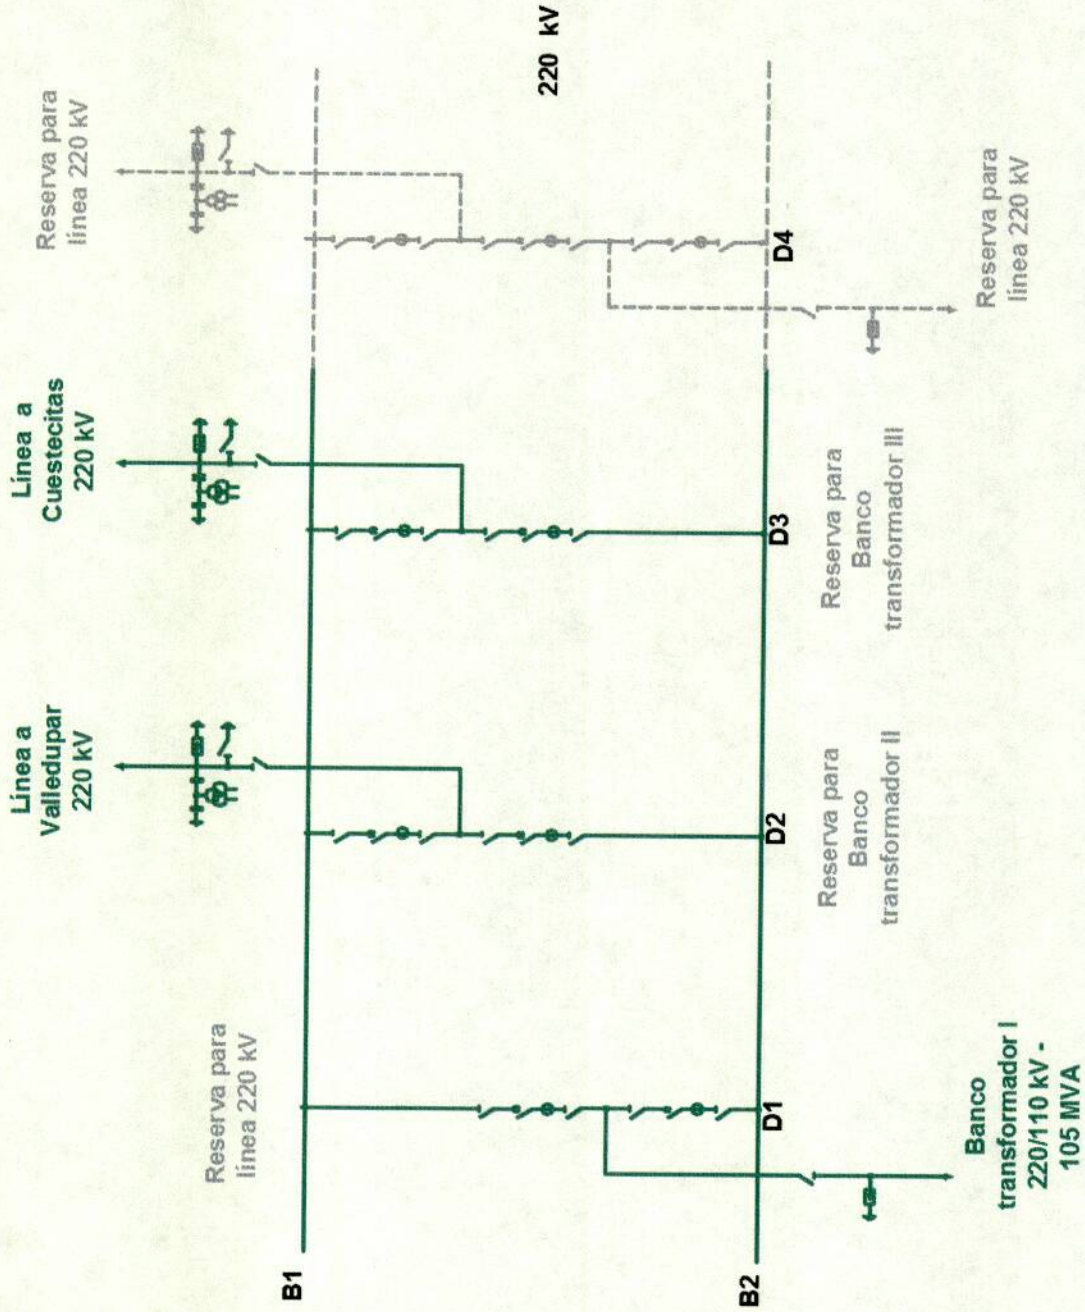 Reserva para
línea 220 kV
Línea a
Valledupar
220 kV
Línea a
Cuestecitas
220 kV
Reserva para
línea 220 kV
B1
220 kV
B2
D1
D2
D3
D4
Banco
transformador I
220/110 kV -
105 MVA
Reserva para
Banco
transformador II
Reserva para
Banco
transformador III
Reserva para
línea 220 kV